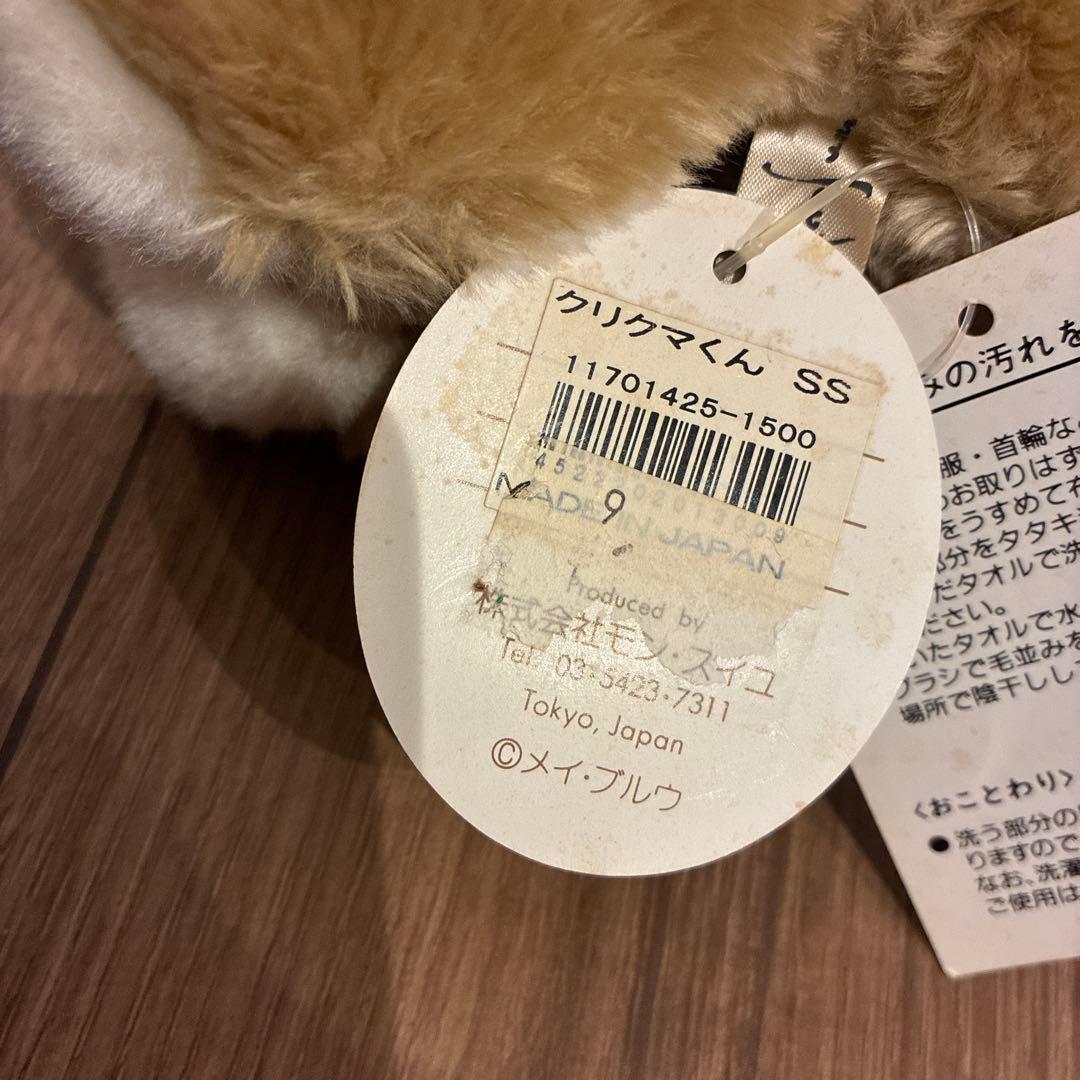 クリクマくん SS
11701425-1500
9
MADE IN JAPAN
Produced by
株式会社モン・スイユ
Tel 03・5423・7311
Tokyo, Japan
©メイ・ブルウ
みの汚れを
服・首輪な
お取りはず
をうすめて布
部分をタタキ
だタオルで洗
ださい。
いたタオルで水
ブラシで毛並みを
場所で陰干しし
〈おことわり〉
●洗う部分の
りますので
なお、洗濯
ご使用は